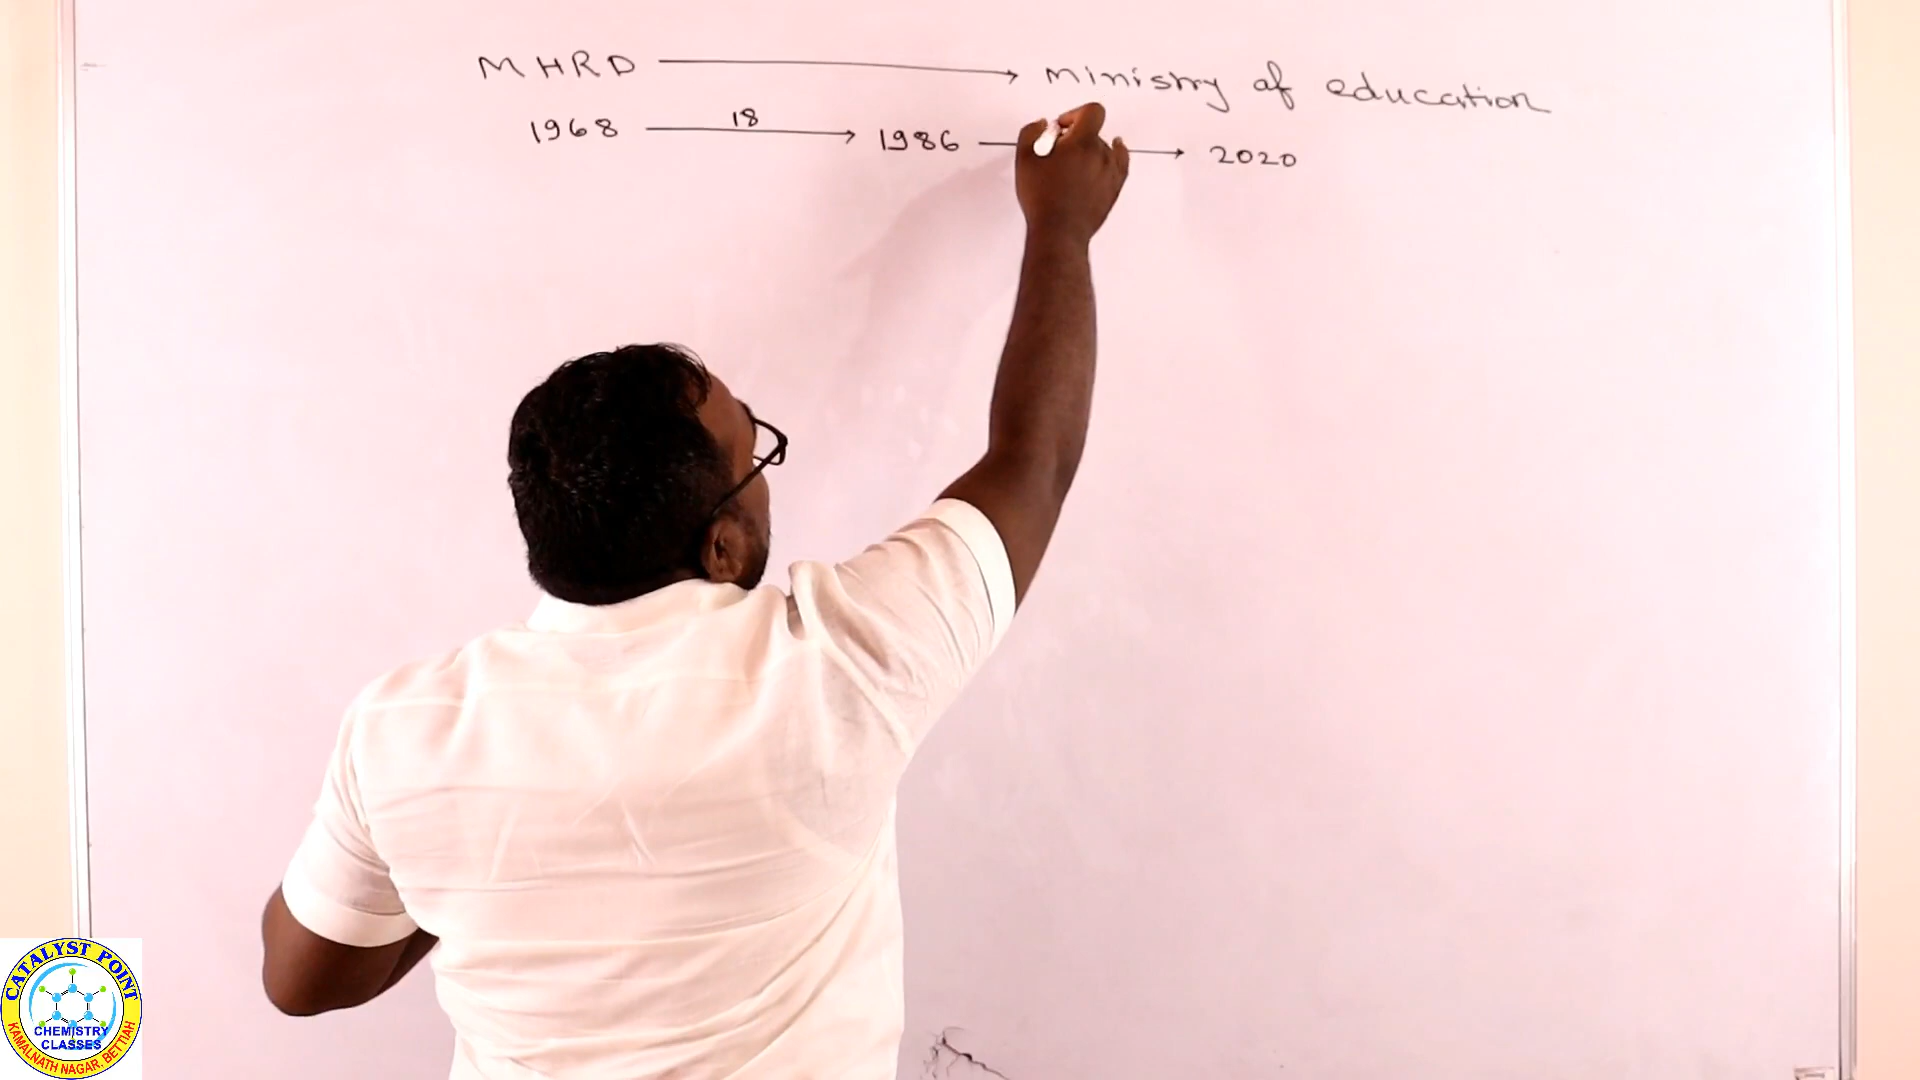 MHRD → ministry of education
1968 18 → 1986 → 2020
CATALYST POINT
CHEMISTRY
CLASSES
KAMALNATH NAGAR, BETTIAH